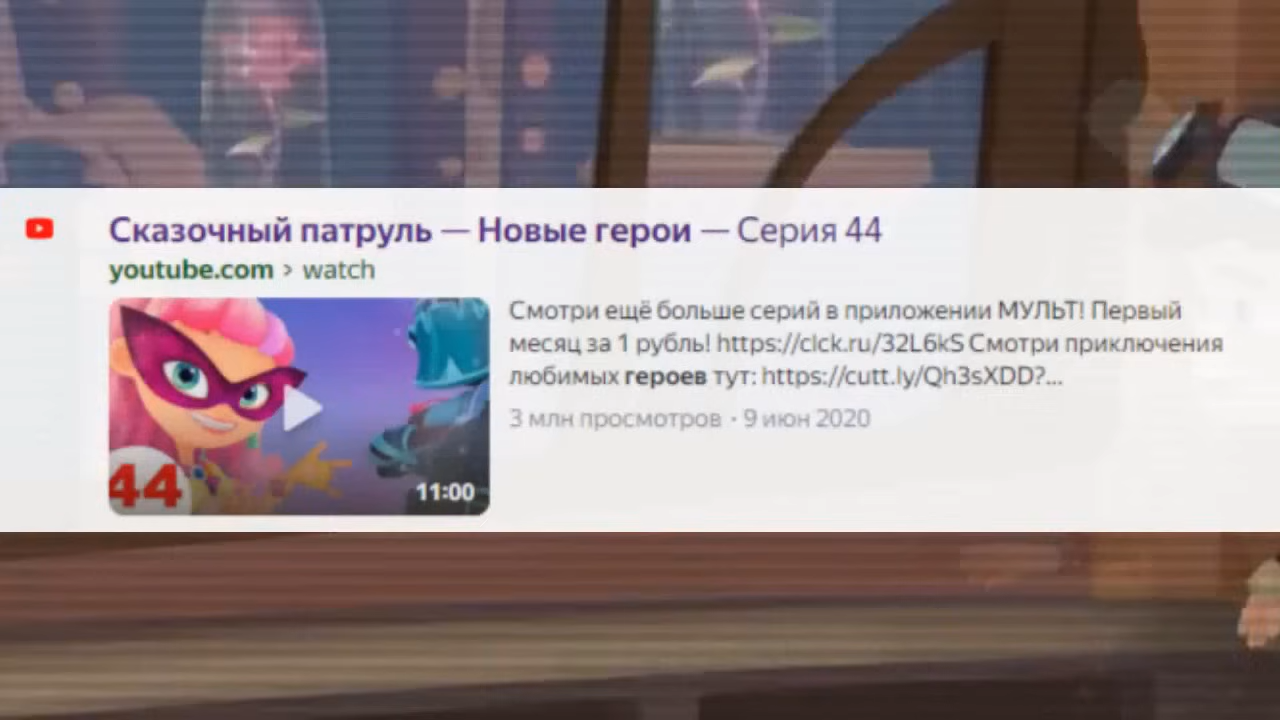 Сказочный патруль — Новые герои — Серия 44
youtube.com › watch
Смотри ещё больше серий в приложении МУЛЬТ! Первый
месяц за 1 рубль! https://clck.ru/32L6kS Смотри приключения
любимых героев тут: https://cutt.ly/Qh3sXDD?...
3 млн просмотров · 9 июн 2020
44
11:00